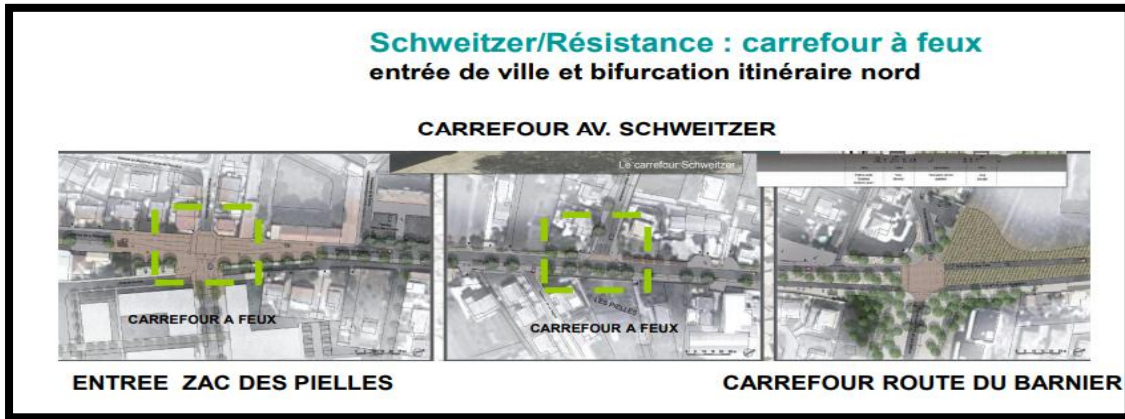 Schweitzer/Résistance : carrefour à feux
entrée de ville et bifurcation itinéraire nord
CARREFOUR AV. SCHWEITZER
Le carrefour Schweitzer
CARREFOUR A FEUX
LES PIELLES
CARREFOUR A FEUX
ENTREE ZAC DES PIELLES
CARREFOUR ROUTE DU BARNIER